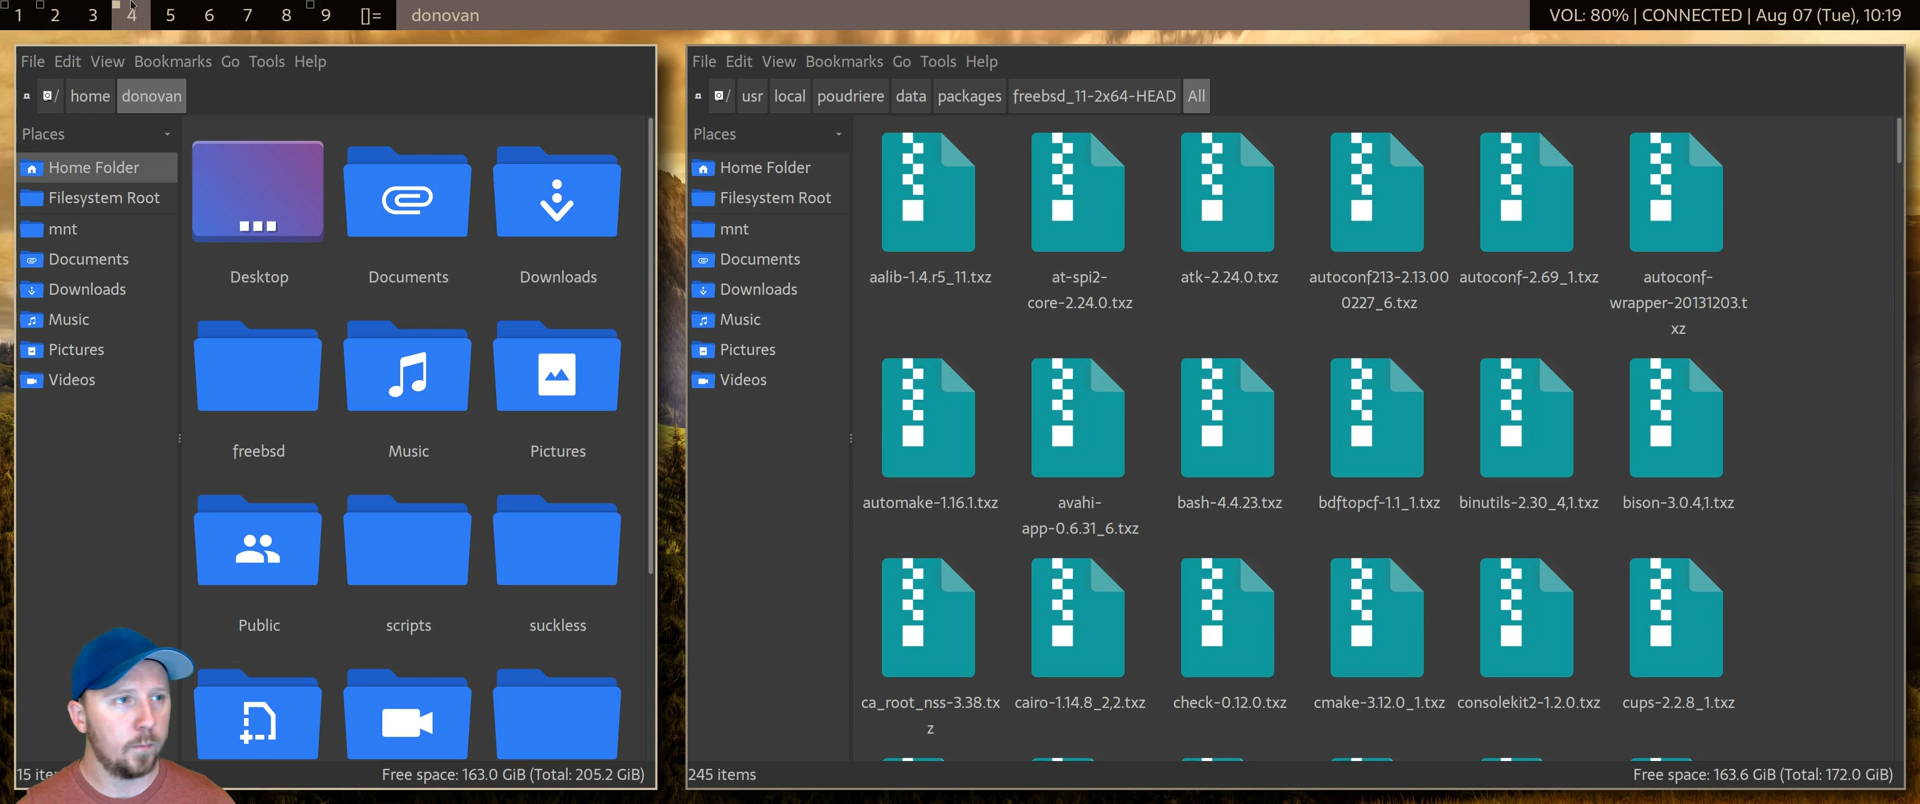 1 2 3 4 5 6 7 8 9 []= donovan VOL: 80% | CONNECTED | Aug 07 (Tue), 10:19
File Edit View Bookmarks Go Tools Help
/ home donovan
Places
Home Folder
Filesystem Root
mnt
Documents
Downloads
Music
Pictures
Videos
Desktop Documents Downloads
freebsd Music Pictures
Public scripts suckless
15 Free space: 163.0 GiB (Total: 205.2 GiB)
File Edit View Bookmarks Go Tools Help
/ usr local poudriere data packages freebsd_11-2x64-HEAD All
Places
Home Folder
Filesystem Root
mnt
Documents
Downloads
Music
Pictures
Videos
aalib-1.4.r5_11.txz
at-spi2-
core-2.24.0.txz
atk-2.24.0.txz
autoconf213-2.13.00
0227_6.txz
autoconf-2.69_1.txz
autoconf-
wrapper-20131203.t
xz
automake-1.16.1.txz
avahi-
app-0.6.31_6.txz
bash-4.4.23.txz
bdftopcf-1.1_1.txz
binutils-2.30_4,1.txz
bison-3.0.4,1.txz
ca_root_nss-3.38.tx
z
cairo-1.14.8_2,2.txz
check-0.12.0.txz
cmake-3.12.0_1.txz
consolekit2-1.2.0.txz
cups-2.2.8_1.txz
245 items Free space: 163.6 GiB (Total: 172.0 GiB)